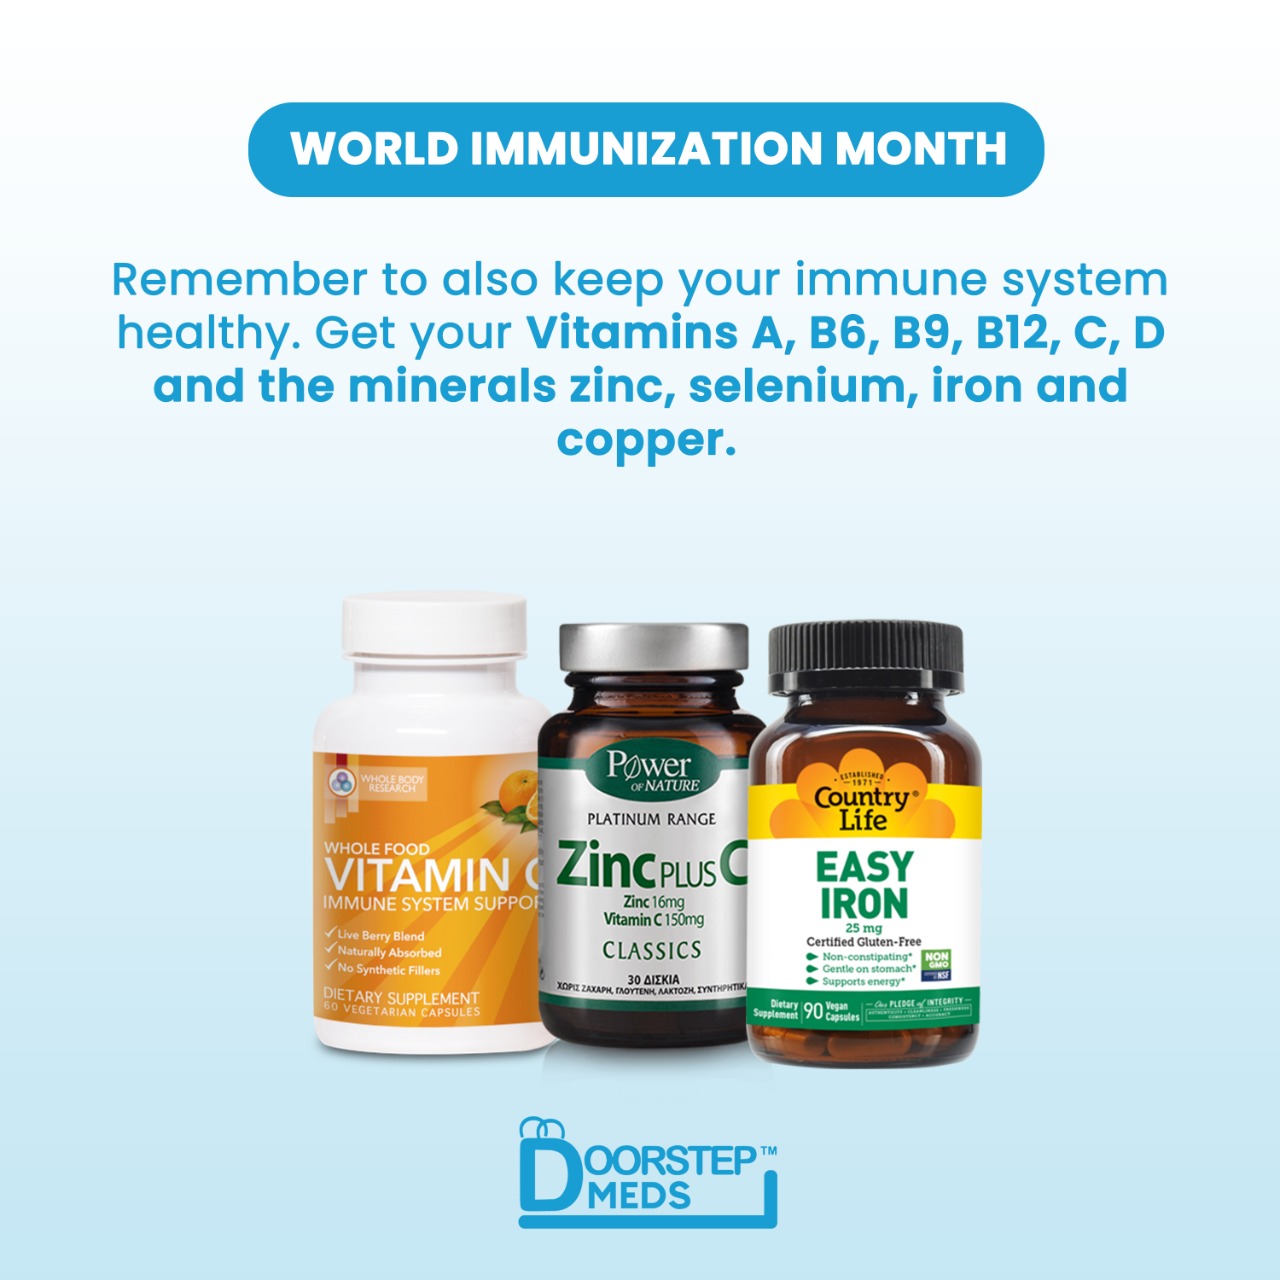 WORLD IMMUNIZATION MONTH
Remember to also keep your immune system
healthy. Get your Vitamins A, B6, B9, B12, C, D
and the minerals zinc, selenium, iron and
copper.
WHOLE BODY
RESEARCH
WHOLE FOOD
VITAMIN C
IMMUNE SYSTEM SUPPOR
Live Berry Blend
Naturally Absorbed
No Synthetic Fillers
DIETARY SUPPLEMENT
60 VEGETARIAN CAPSULES
Power
OF NATURE
PLATINUM RANGE
Zinc PLUS C
Zinc 16mg
Vitamin C 150mg
CLASSICS
30 ΔΙΣΚΙΑ
ΧΩΡΙΣ ΖΑΧΑΡΗ, ΓΛΟΥΤΕΝΗ, ΛΑΚΤΟΖΗ, ΣΥΝΤΗΡΗΤΙΚΑ
ESTABLISHED
1971
Country®
Life
EASY
IRON
25 mg
Certified Gluten-Free
Non-constipating*
Gentle on stomach*
Supports energy*
NON
GMO
NSF
Dietary
Supplement
90 Vegan
Capsules
Our PLEDGE of INTEGRITY
DOORSTEP™
MEDS